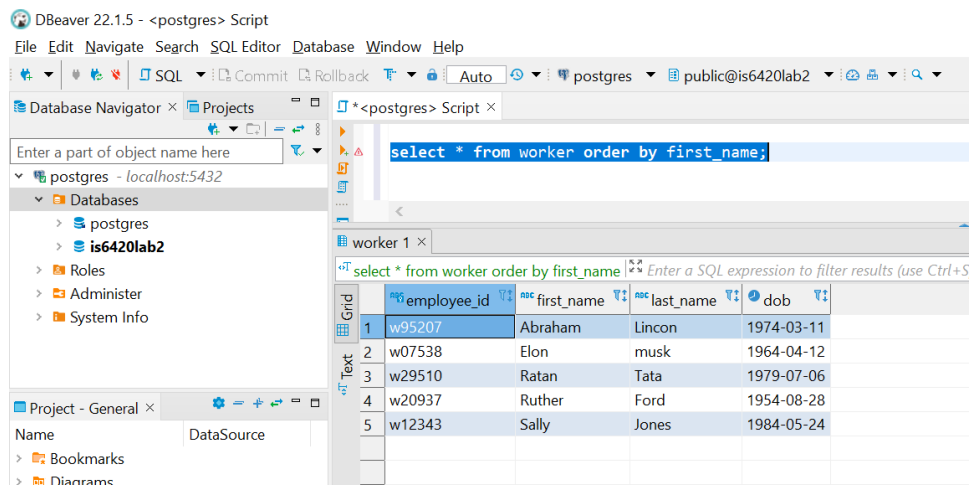 DBeaver 22.1.5 - <postgres> Script
File Edit Navigate Search SQL Editor Database Window Help
SQL Commit Rollback Auto postgres public@is6420lab2
Database Navigator Projects
Enter a part of object name here
postgres - localhost:5432
Databases
postgres
is6420lab2
Roles
Administer
System Info
Project - General
Name DataSource
Bookmarks
Diagrams
*<postgres> Script
select * from worker order by first_name;
worker 1
select * from worker order by first_name Enter a SQL expression to filter results (use Ctrl+S
Grid
Text
employee_id first_name last_name dob
1 w95207 Abraham Lincon 1974-03-11
2 w07538 Elon musk 1964-04-12
3 w29510 Ratan Tata 1979-07-06
4 w20937 Ruther Ford 1954-08-28
5 w12343 Sally Jones 1984-05-24